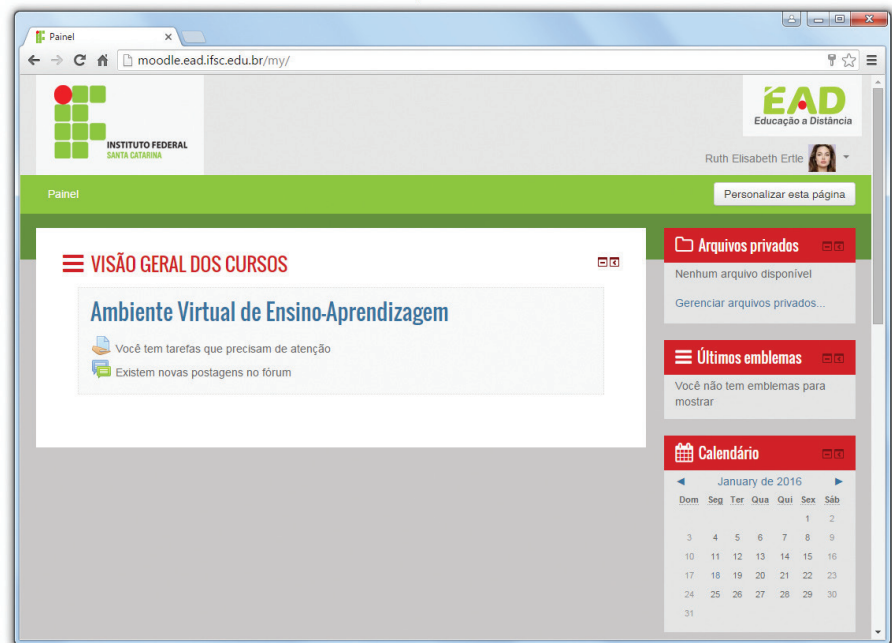 Painel
moodle.ead.ifsc.edu.br/my/
INSTITUTO FEDERAL
SANTA CATARINA
EAD
Educação a Distância
Ruth Elisabeth Ertle
Painel
Personalizar esta página
VISÃO GERAL DOS CURSOS
Ambiente Virtual de Ensino-Aprendizagem
Você tem tarefas que precisam de atenção
Existem novas postagens no fórum
Arquivos privados
Nenhum arquivo disponível
Gerenciar arquivos privados...
Últimos emblemas
Você não tem emblemas para
mostrar
Calendário
January de 2016
Dom Seg Ter Qua Qui Sex Sáb
1 2
3 4 5 6 7 8 9
10 11 12 13 14 15 16
17 18 19 20 21 22 23
24 25 26 27 28 29 30
31